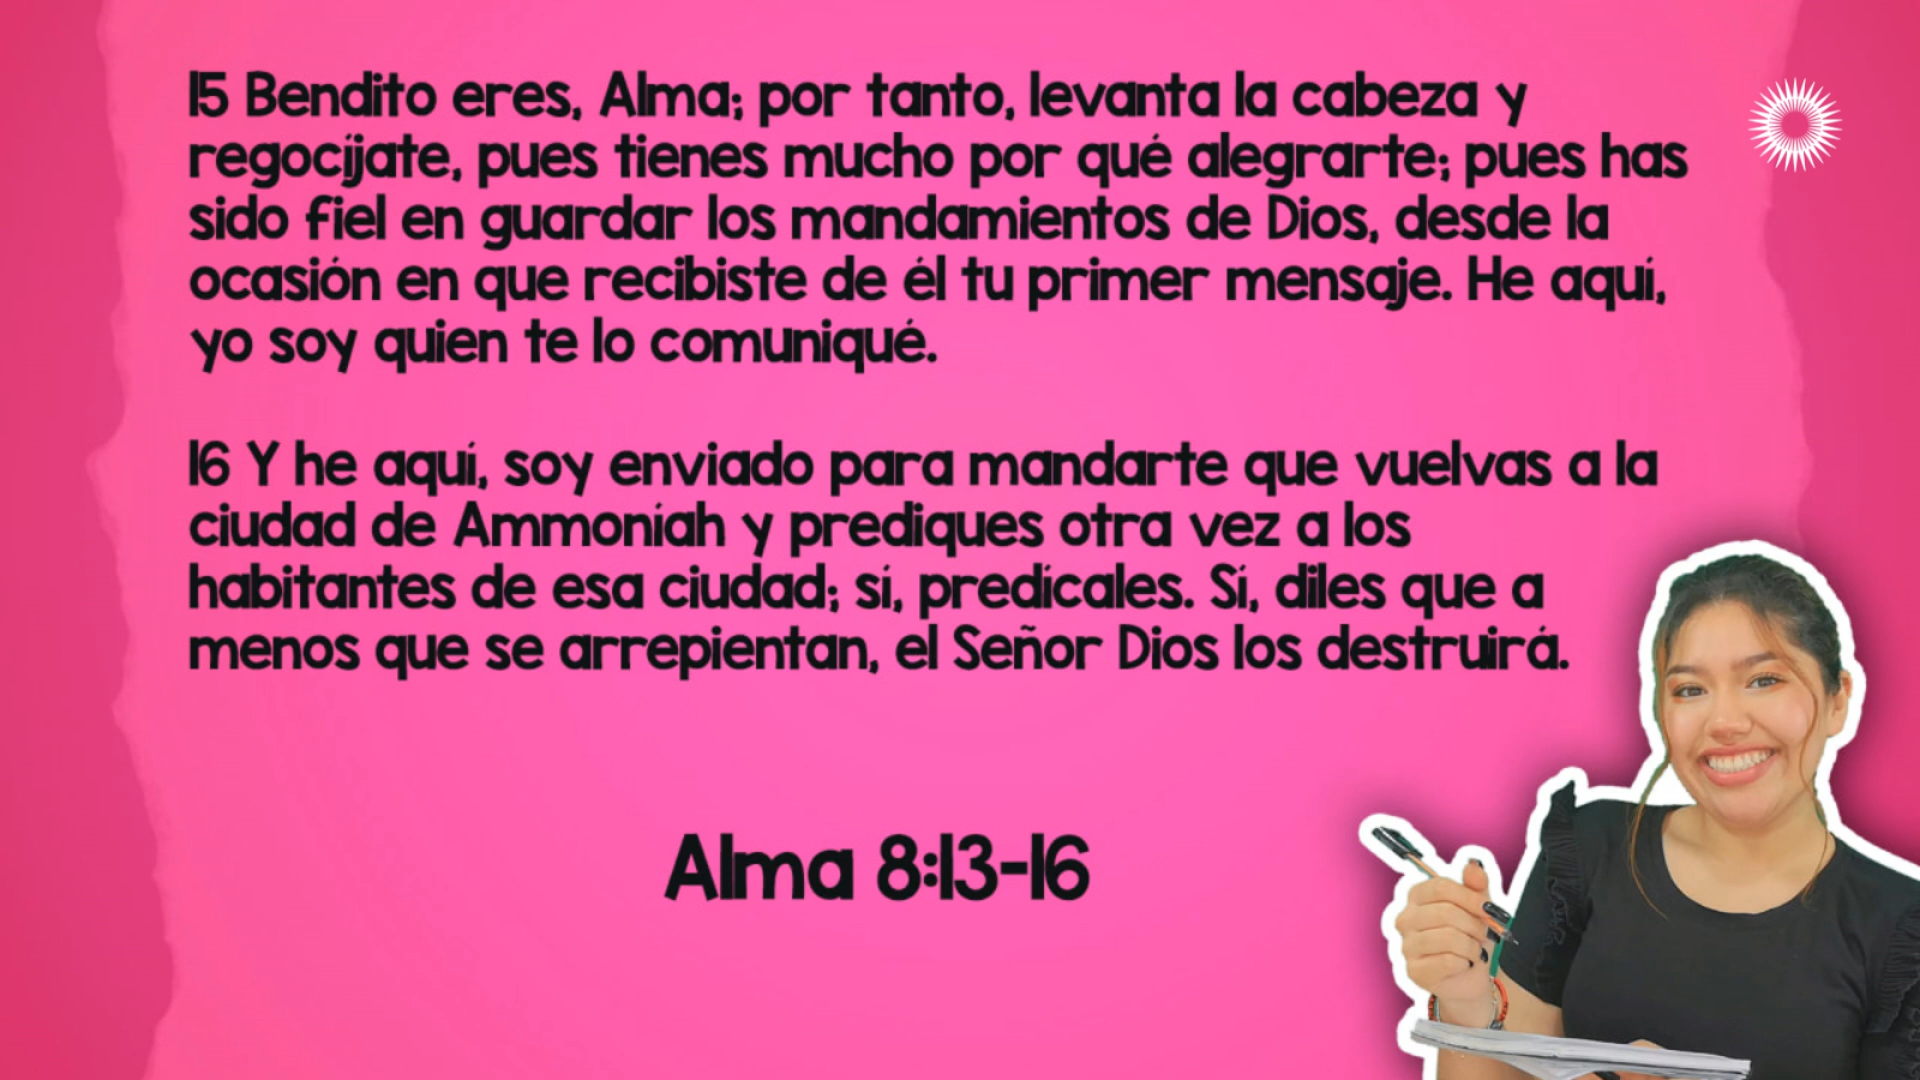 15 Bendito eres, Alma; por tanto, levanta la cabeza y
regocíjate, pues tienes mucho por qué alegrarte; pues has
sido fiel en guardar los mandamientos de Dios, desde la
ocasión en que recibiste de él tu primer mensaje. He aquí,
yo soy quien te lo comuniqué.
16 Y he aquí, soy enviado para mandarte que vuelvas a la
ciudad de Ammoníah y prediques otra vez a los
habitantes de esa ciudad; sí, predícales. Sí, diles que a
menos que se arrepientan, el Señor Dios los destruirá.
Alma 8:13-16